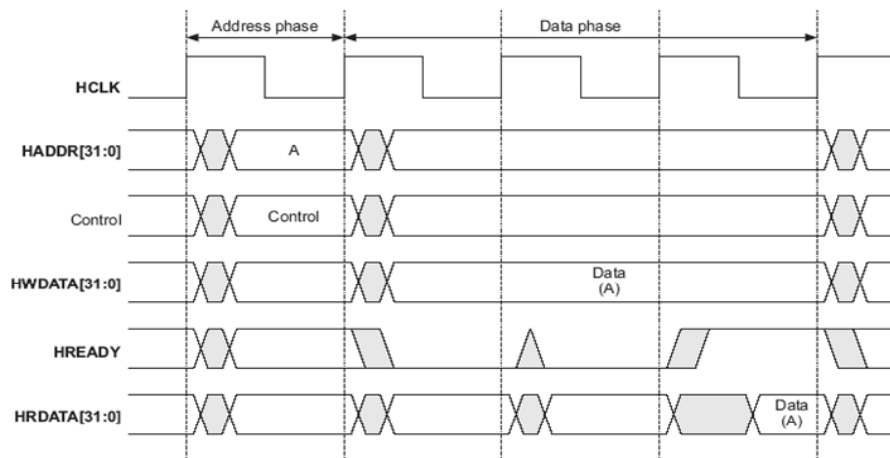 Address phase
Data phase
HCLK
HADDR[31:0]
A
Control
Control
HWDATA[31:0]
Data
(A)
HREADY
HRDATA[31:0]
Data
(A)